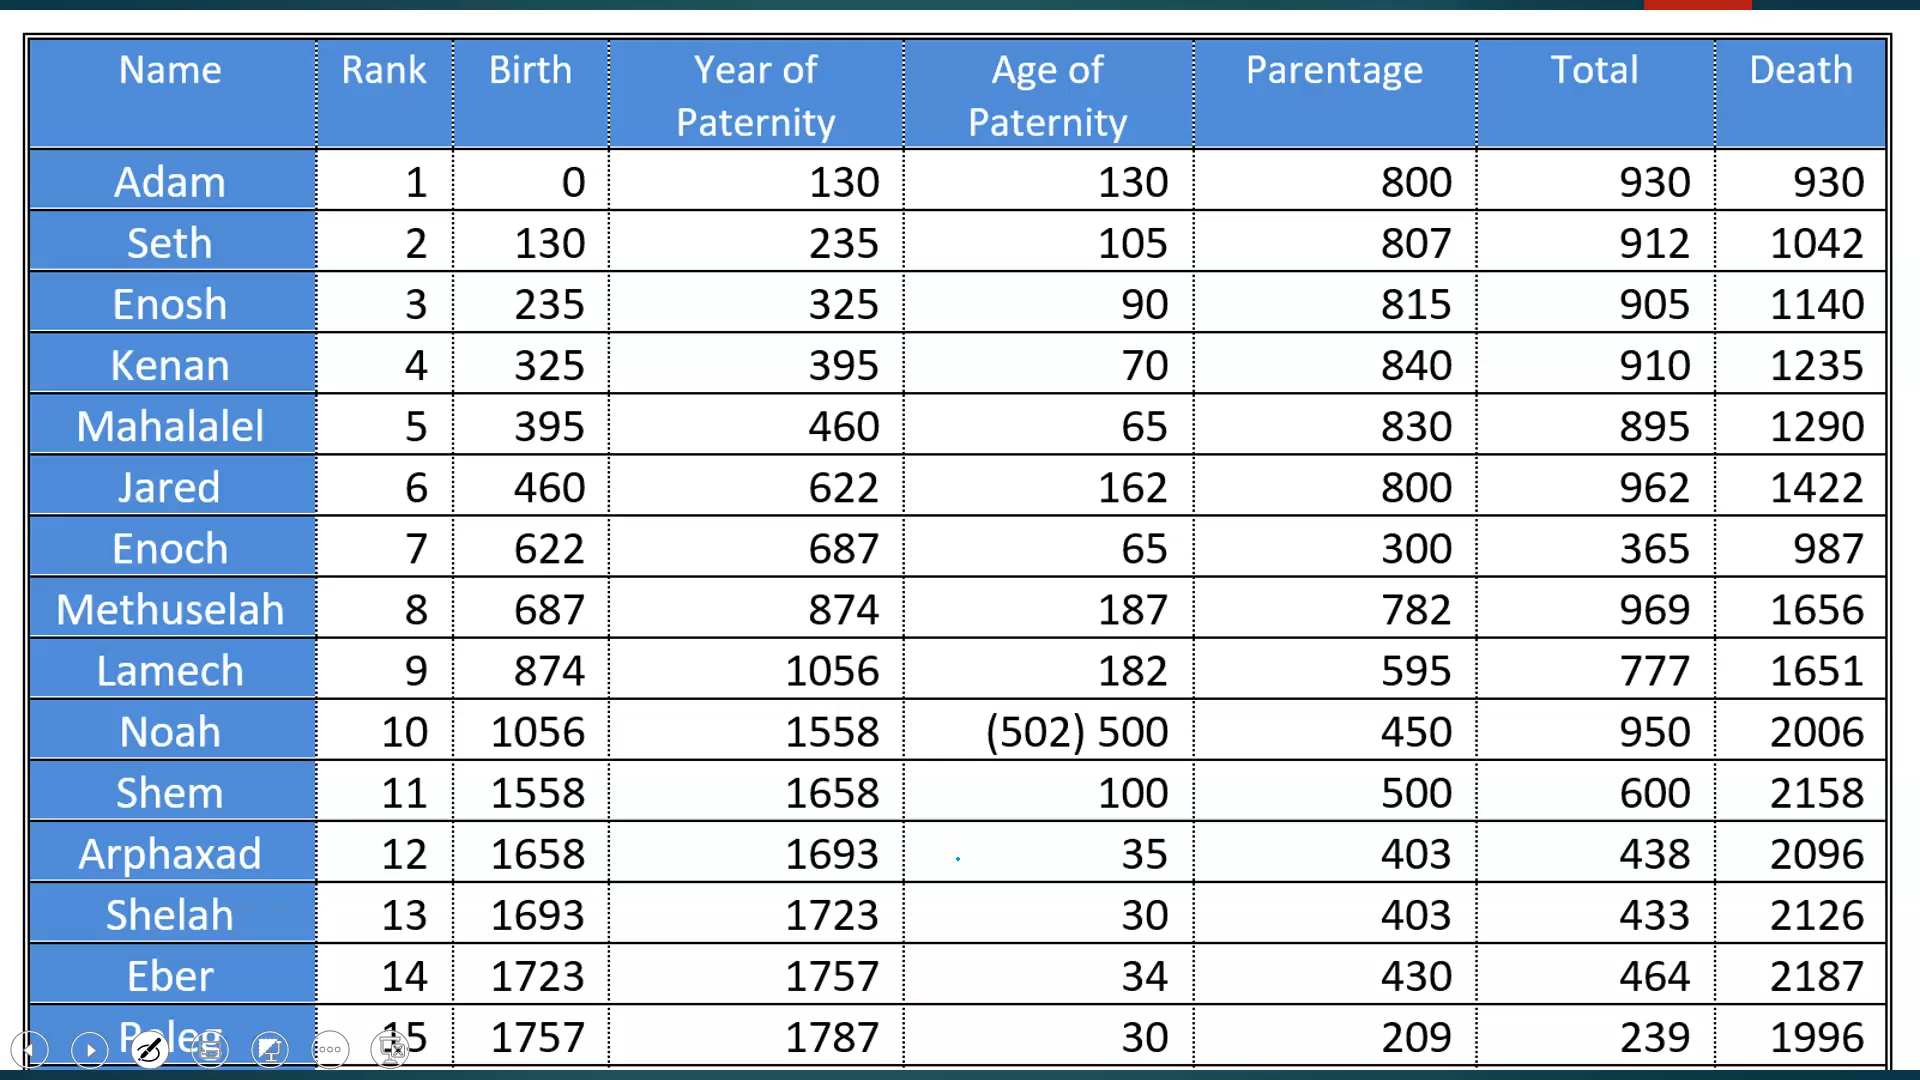 Name Rank Birth Year of Paternity Age of Paternity Parentage Total Death
Adam 1 0 130 130 800 930 930
Seth 2 130 235 105 807 912 1042
Enosh 3 235 325 90 815 905 1140
Kenan 4 325 395 70 840 910 1235
Mahalalel 5 395 460 65 830 895 1290
Jared 6 460 622 162 800 962 1422
Enoch 7 622 687 65 300 365 987
Methuselah 8 687 874 187 782 969 1656
Lamech 9 874 1056 182 595 777 1651
Noah 10 1056 1558 (502) 500 450 950 2006
Shem 11 1558 1658 100 500 600 2158
Arphaxad 12 1658 1693 35 403 438 2096
Shelah 13 1693 1723 30 403 433 2126
Eber 14 1723 1757 34 430 464 2187
Peleg 15 1757 1787 30 209 239 1996